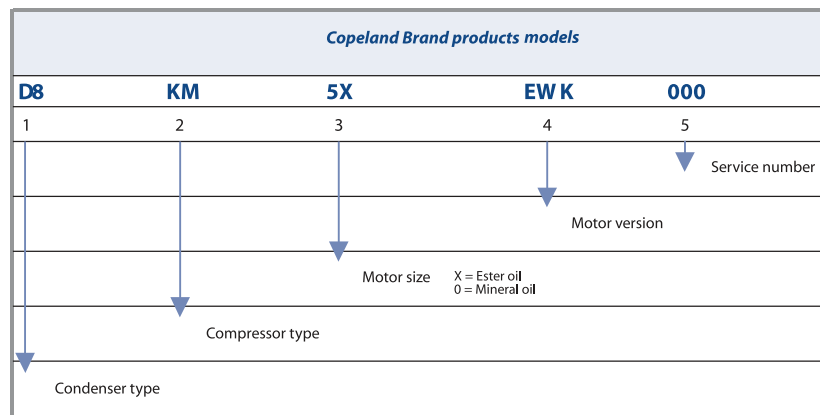 Copeland Brand products models
D8 KM 5X EW K 000
1 2 3 4 5
Service number
Motor version
Motor size X = Ester oil
0 = Mineral oil
Compressor type
Condenser type